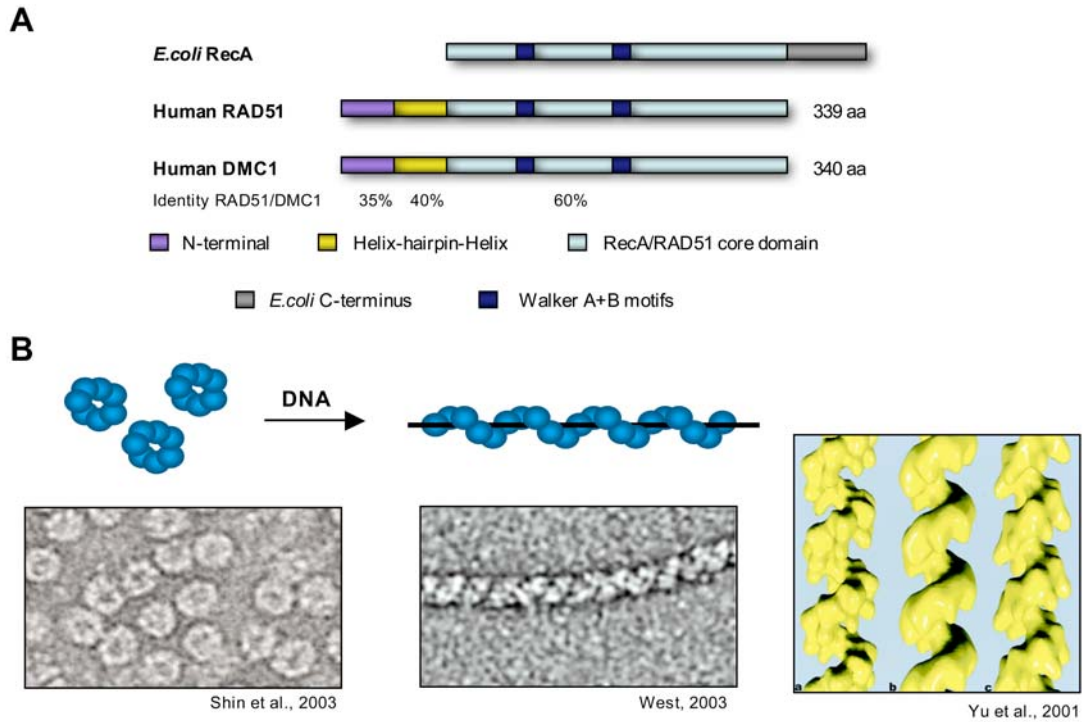 A
E.coli RecA
Human RAD51 339 aa
Human DMC1 340 aa
Identity RAD51/DMC1 35% 40% 60%
N-terminal Helix-hairpin-Helix RecA/RAD51 core domain
E.coli C-terminus Walker A+B motifs
B
DNA
a b c
Shin et al., 2003 West, 2003 Yu et al., 2001